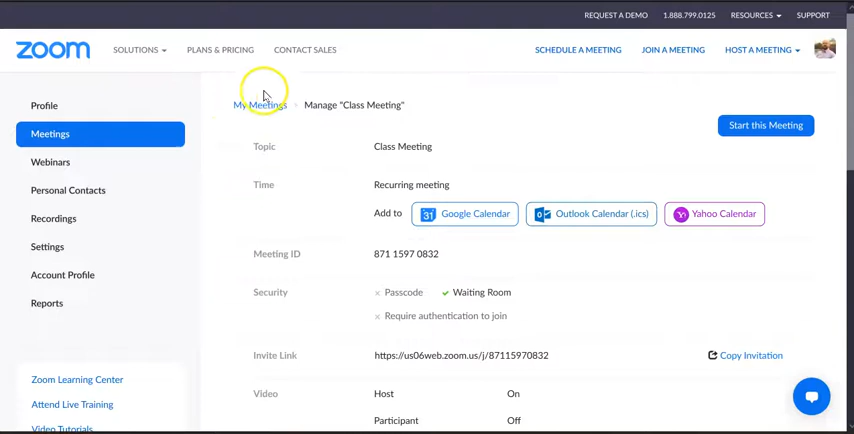 REQUEST A DEMO 1.888.799.0125 RESOURCES SUPPORT
zoom SOLUTIONS PLANS & PRICING CONTACT SALES SCHEDULE A MEETING JOIN A MEETING HOST A MEETING
Profile
Meetings
Webinars
Personal Contacts
Recordings
Settings
Account Profile
Reports
Zoom Learning Center
Attend Live Training
Video Tutorials
My Meetings Manage "Class Meeting"
Start this Meeting
Topic Class Meeting
Time Recurring meeting
Add to 31 Google Calendar Outlook Calendar (.ics) Yahoo Calendar
Meeting ID 871 1597 0832
Security Passcode Waiting Room
Require authentication to join
Invite Link https://us06web.zoom.us/j/87115970832 Copy Invitation
Video Host On
Participant Off